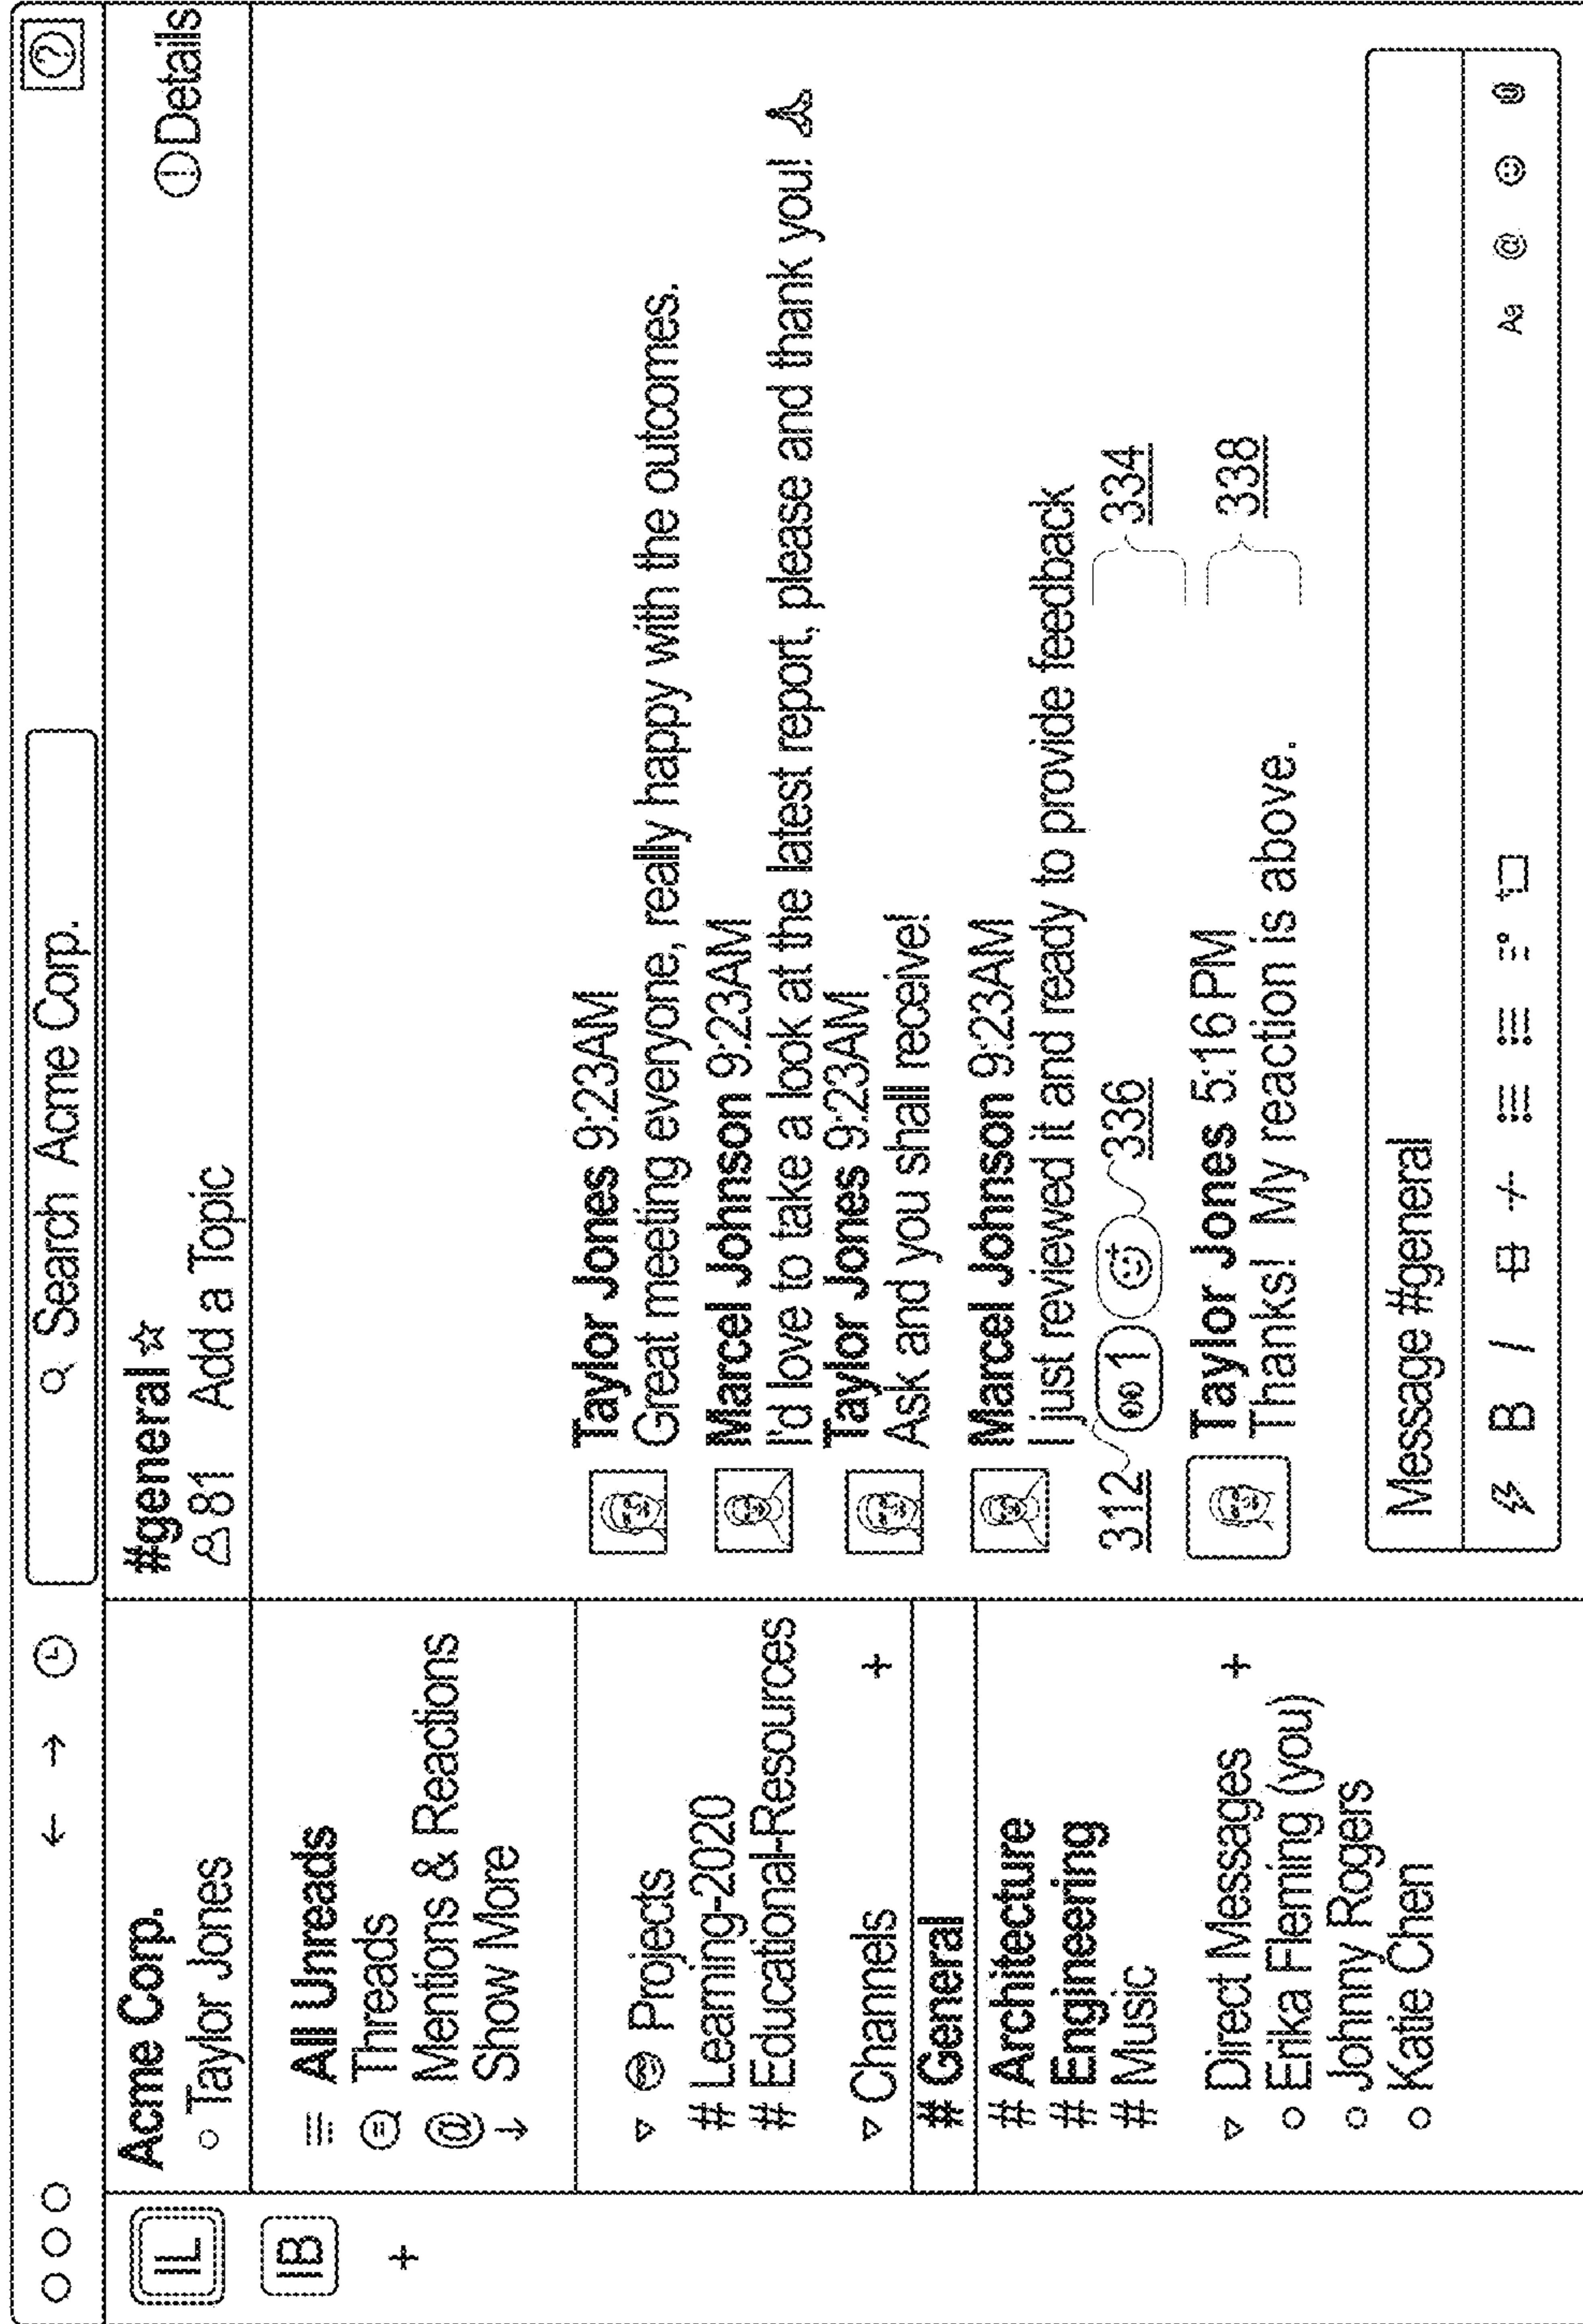 Search Acme Corp.
IL
IB
+
Acme Corp.
Taylor Jones
All Unreads
Threads
@ Mentions & Reactions
Show More
Projects
# Learning-2020
# Educational-Resources
Channels +
# General
# Architecture
# Engineering
# Music
Direct Messages +
Erika Fleming (you)
Johnny Rogers
Katie Chen
#general ☆
81 Add a Topic
Details
Taylor Jones 9:23AM
Great meeting everyone, really happy with the outcomes.
Marcel Johnson 9:23AM
I'd love to take a look at the latest report, please and thank you!
Taylor Jones 9:23AM
Ask and you shall receive!
Marcel Johnson 9:23AM
I just reviewed it and ready to provide feedback
312 1 336 334
Taylor Jones 5:16 PM
Thanks! My reaction is above.
338
Message #general
B I Aa @